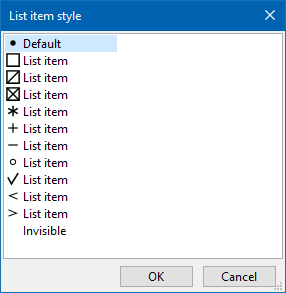 List item style
• Default
□ List item
⧄ List item
⊠ List item
* List item
+ List item
− List item
○ List item
✓ List item
< List item
> List item
Invisible
OK
Cancel